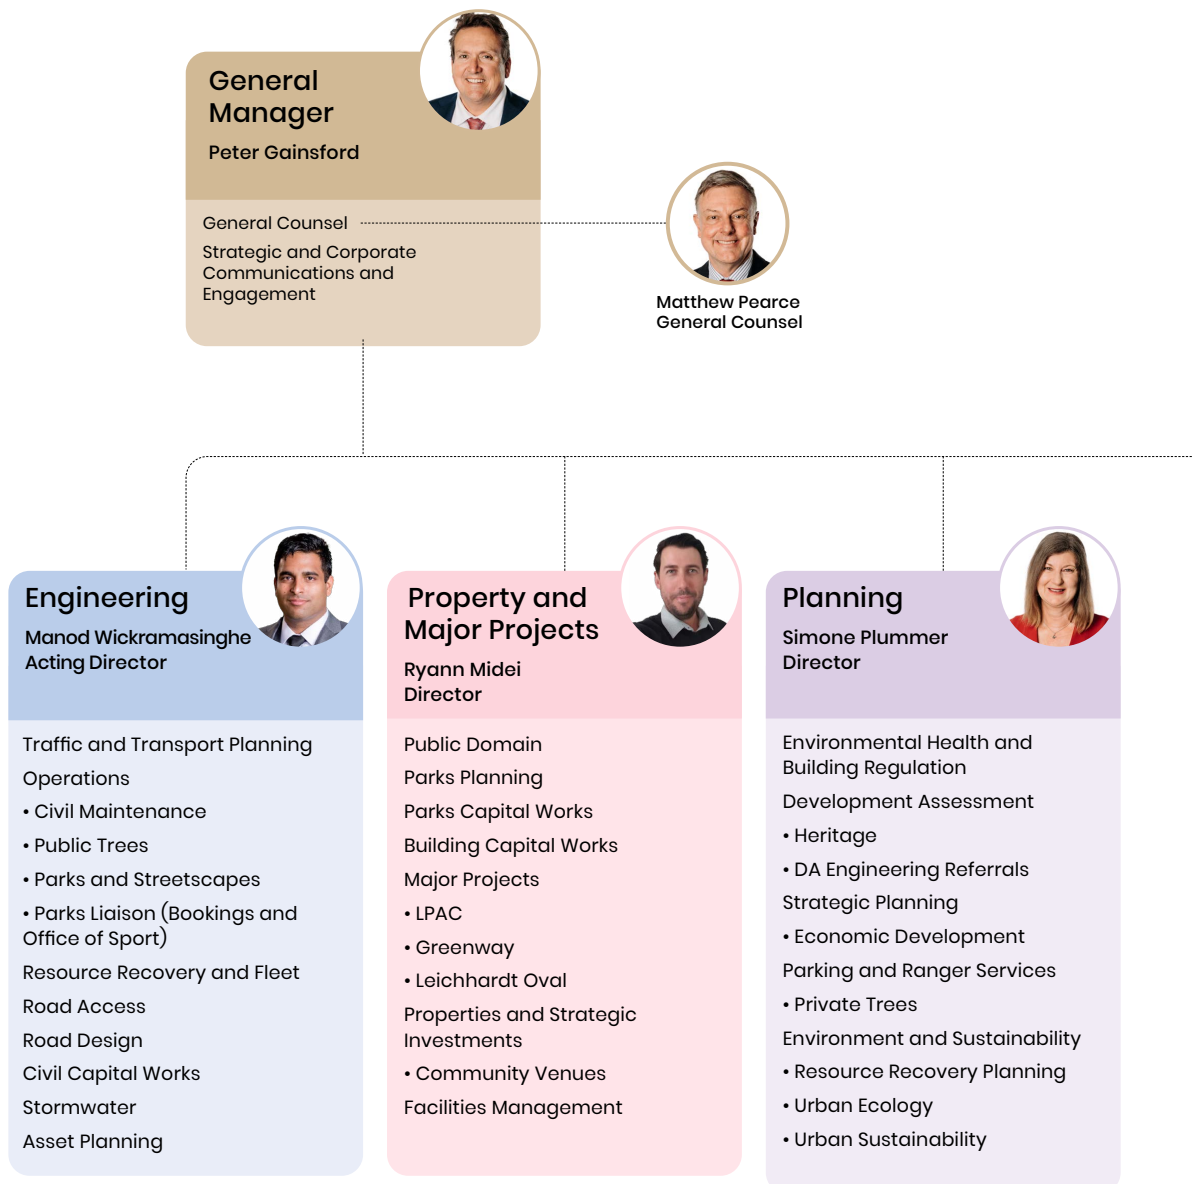 General
Manager
Peter Gainsford
General Counsel
Strategic and Corporate
Communications and
Engagement
Matthew Pearce
General Counsel
Engineering
Manod Wickramasinghe
Acting Director
Traffic and Transport Planning
Operations
• Civil Maintenance
• Public Trees
• Parks and Streetscapes
• Parks Liaison (Bookings and
Office of Sport)
Resource Recovery and Fleet
Road Access
Road Design
Civil Capital Works
Stormwater
Asset Planning
Property and
Major Projects
Ryann Midei
Director
Public Domain
Parks Planning
Parks Capital Works
Building Capital Works
Major Projects
• LPAC
• Greenway
• Leichhardt Oval
Properties and Strategic
Investments
• Community Venues
Facilities Management
Planning
Simone Plummer
Director
Environmental Health and
Building Regulation
Development Assessment
• Heritage
• DA Engineering Referrals
Strategic Planning
• Economic Development
Parking and Ranger Services
• Private Trees
Environment and Sustainability
• Resource Recovery Planning
• Urban Ecology
• Urban Sustainability